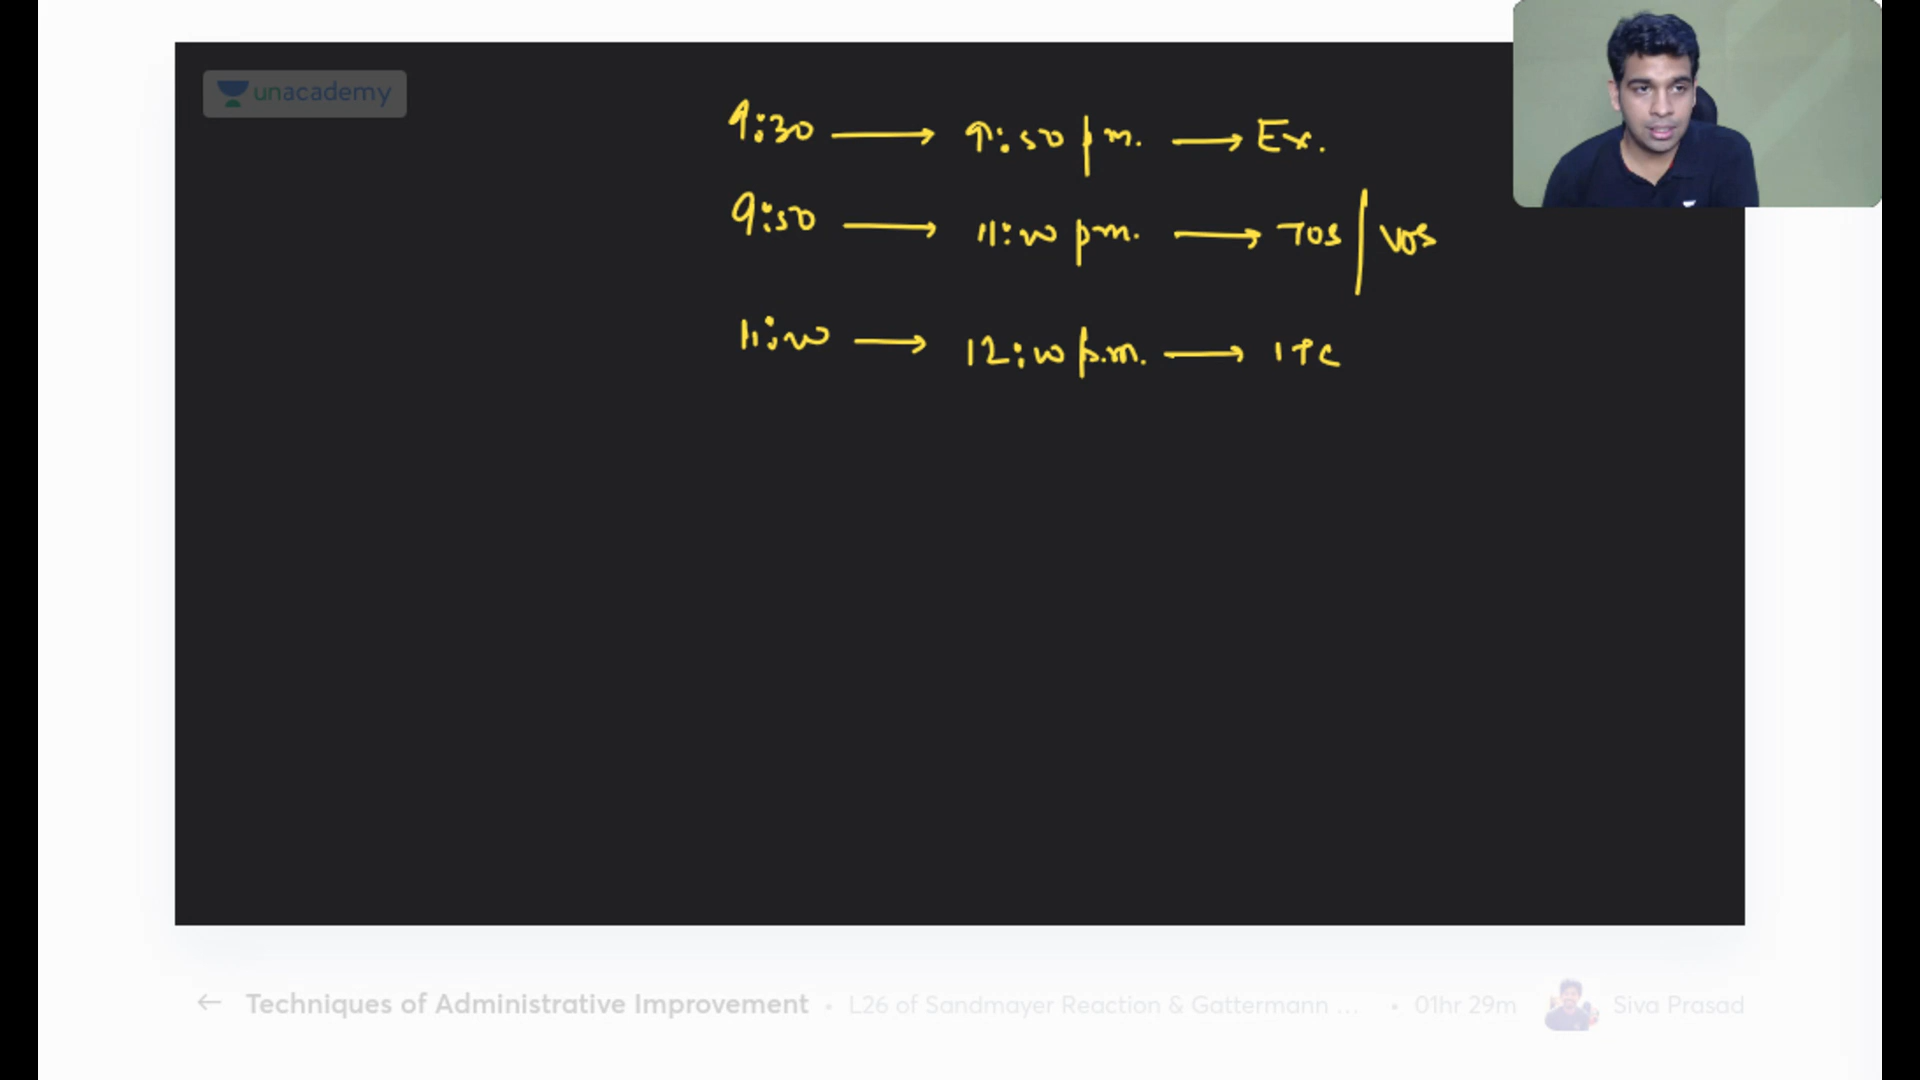 unacademy
9:30 → 9:50 pm. → Ex.
9:50 → 11:00 pm. → TOS | VOS
11:00 → 12:00 p.m. → IPC
← Techniques of Administrative Improvement • L26 of Sandmayer Reaction & Gattermann ... • 01hr 29m Siva Prasad